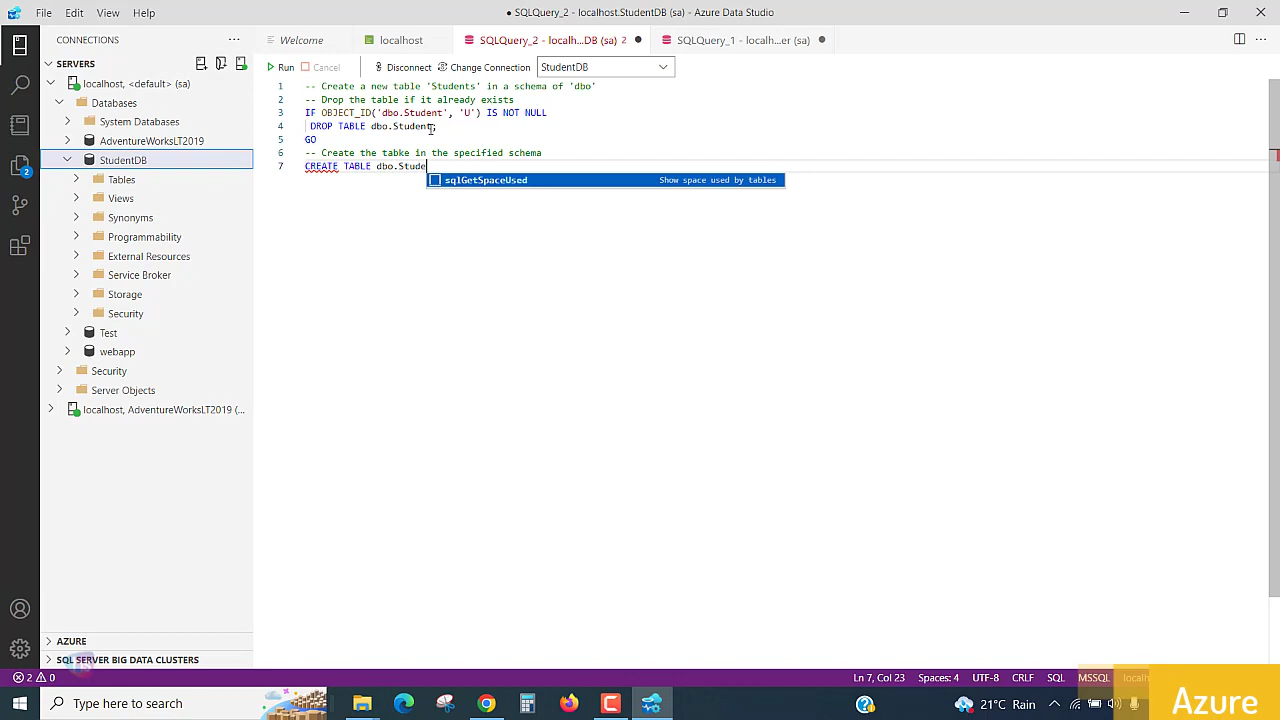 File Edit View Help
● SQLQuery_2 - localhost.StudentDB (sa) - Azure Data Studio
CONNECTIONS
Welcome
localhost
SQLQuery_2 - localh...DB (sa) 2 ●
SQLQuery_1 - localh...er (sa) ●
SERVERS
Run Cancel Disconnect Change Connection StudentDB
localhost, <default> (sa)
Databases
System Databases
AdventureWorksLT2019
StudentDB
Tables
Views
Synonyms
Programmability
External Resources
Service Broker
Storage
Security
Test
webapp
Security
Server Objects
localhost, AdventureWorksLT2019 (...
1 -- Create a new table 'Students' in a schema of 'dbo'
2 -- Drop the table if it already exists
3 IF OBJECT_ID('dbo.Student', 'U') IS NOT NULL
4 DROP TABLE dbo.Student;
5 GO
6 -- Create the tabke in the specified schema
7 CREATE TABLE dbo.Stude
sqlGetSpaceUsed Show space used by tables
2
AZURE
SQL SERVER BIG DATA CLUSTERS
2 0
Ln 7, Col 23 Spaces: 4 UTF-8 CRLF SQL MSSQL
Type here to search
21°C Rain
Azure